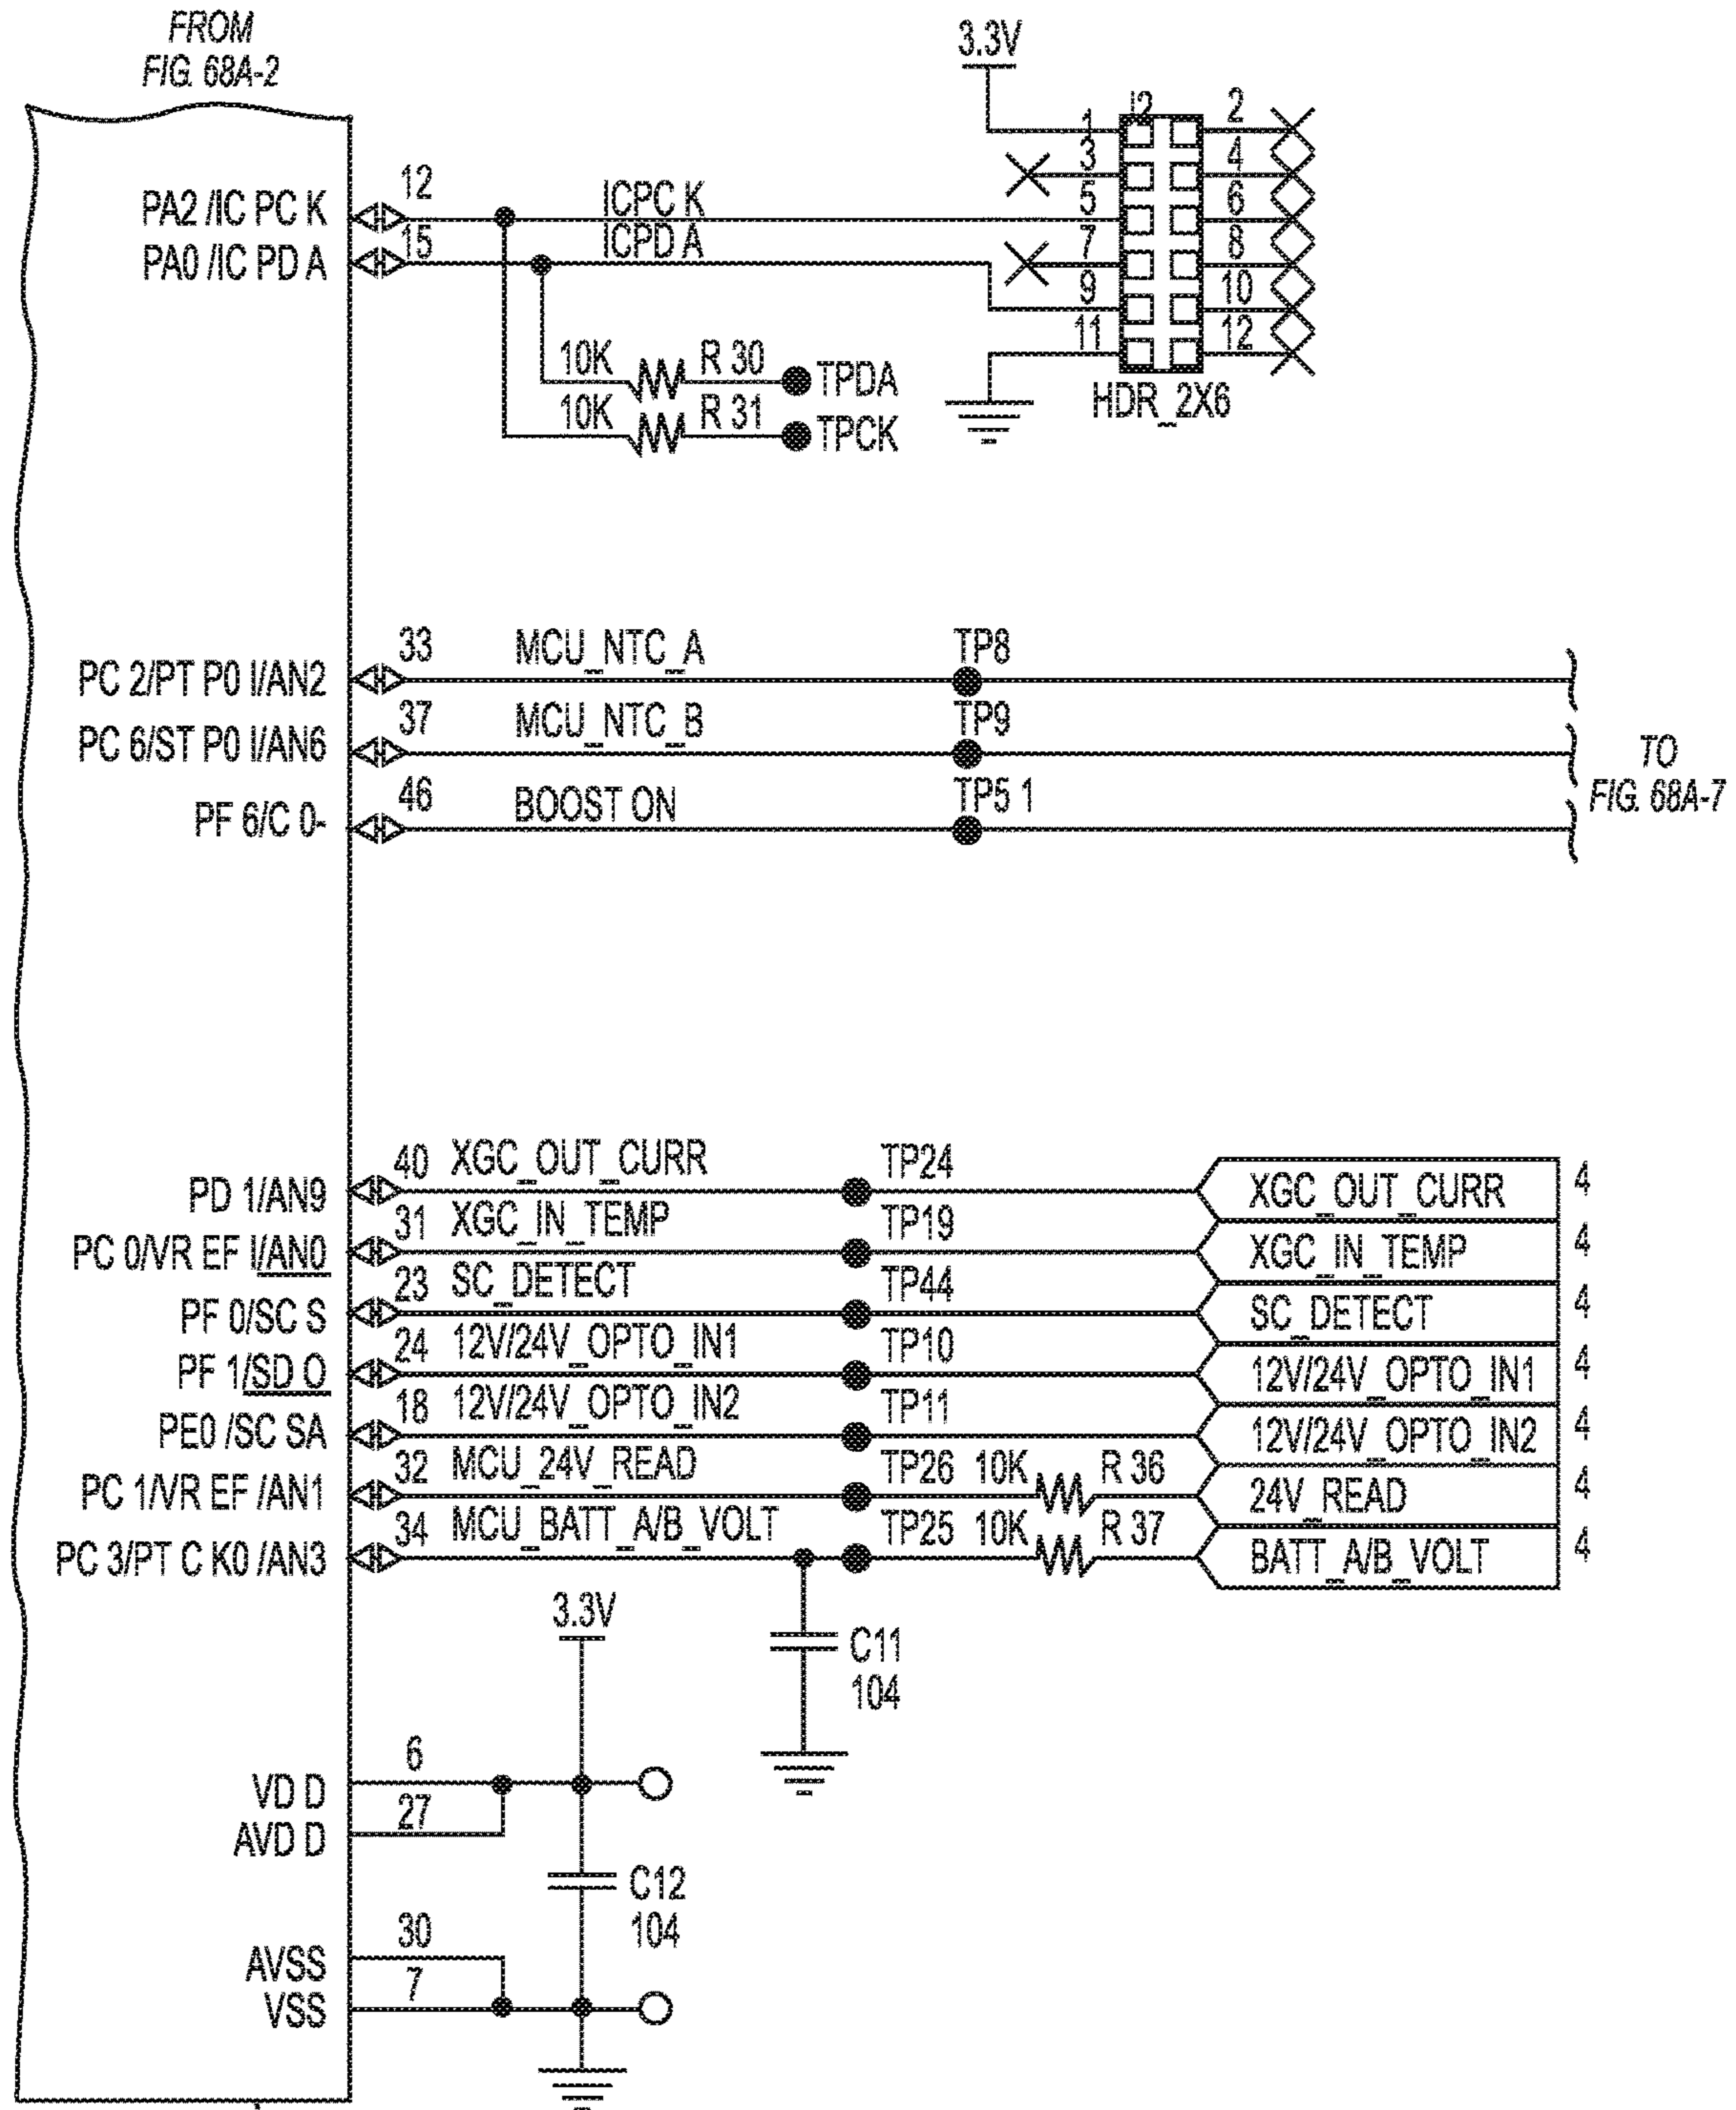 FROM
FIG. 68A-2
3.3V
J2
1
2
3
4
PA2 /IC PC K
12
ICPC K
5
6
PA0 /IC PD A
15
ICPD A
7
8
9
10
11
12
10K
R 30
TPDA
HDR_2X6
10K
R 31
TPCK
PC 2/PT P0 I/AN2
33
MCU_NTC_A
TP8
PC 6/ST P0 I/AN6
37
MCU_NTC_B
TP9
TO
FIG. 68A-7
PF 6/C 0-
46
BOOST ON
TP5 1
PD 1/AN9
40
XGC_OUT_CURR
TP24
XGC_OUT_CURR
4
PC 0/VR EF I/AN0
31
XGC_IN_TEMP
TP19
XGC_IN_TEMP
4
PF 0/SC S
23
SC_DETECT
TP44
SC_DETECT
4
PF 1/SD O
24
12V/24V_OPTO_IN1
TP10
12V/24V_OPTO_IN1
4
PE0 /SC SA
18
12V/24V_OPTO_IN2
TP11
12V/24V_OPTO_IN2
4
PC 1/VR EF /AN1
32
MCU_24V_READ
TP26
10K
R 36
24V_READ
4
PC 3/PT C K0 /AN3
34
MCU_BATT_A/B_VOLT
TP25
10K
R 37
BATT_A/B_VOLT
4
3.3V
C11
104
VD D
6
AVD D
27
C12
104
AVSS
30
VSS
7